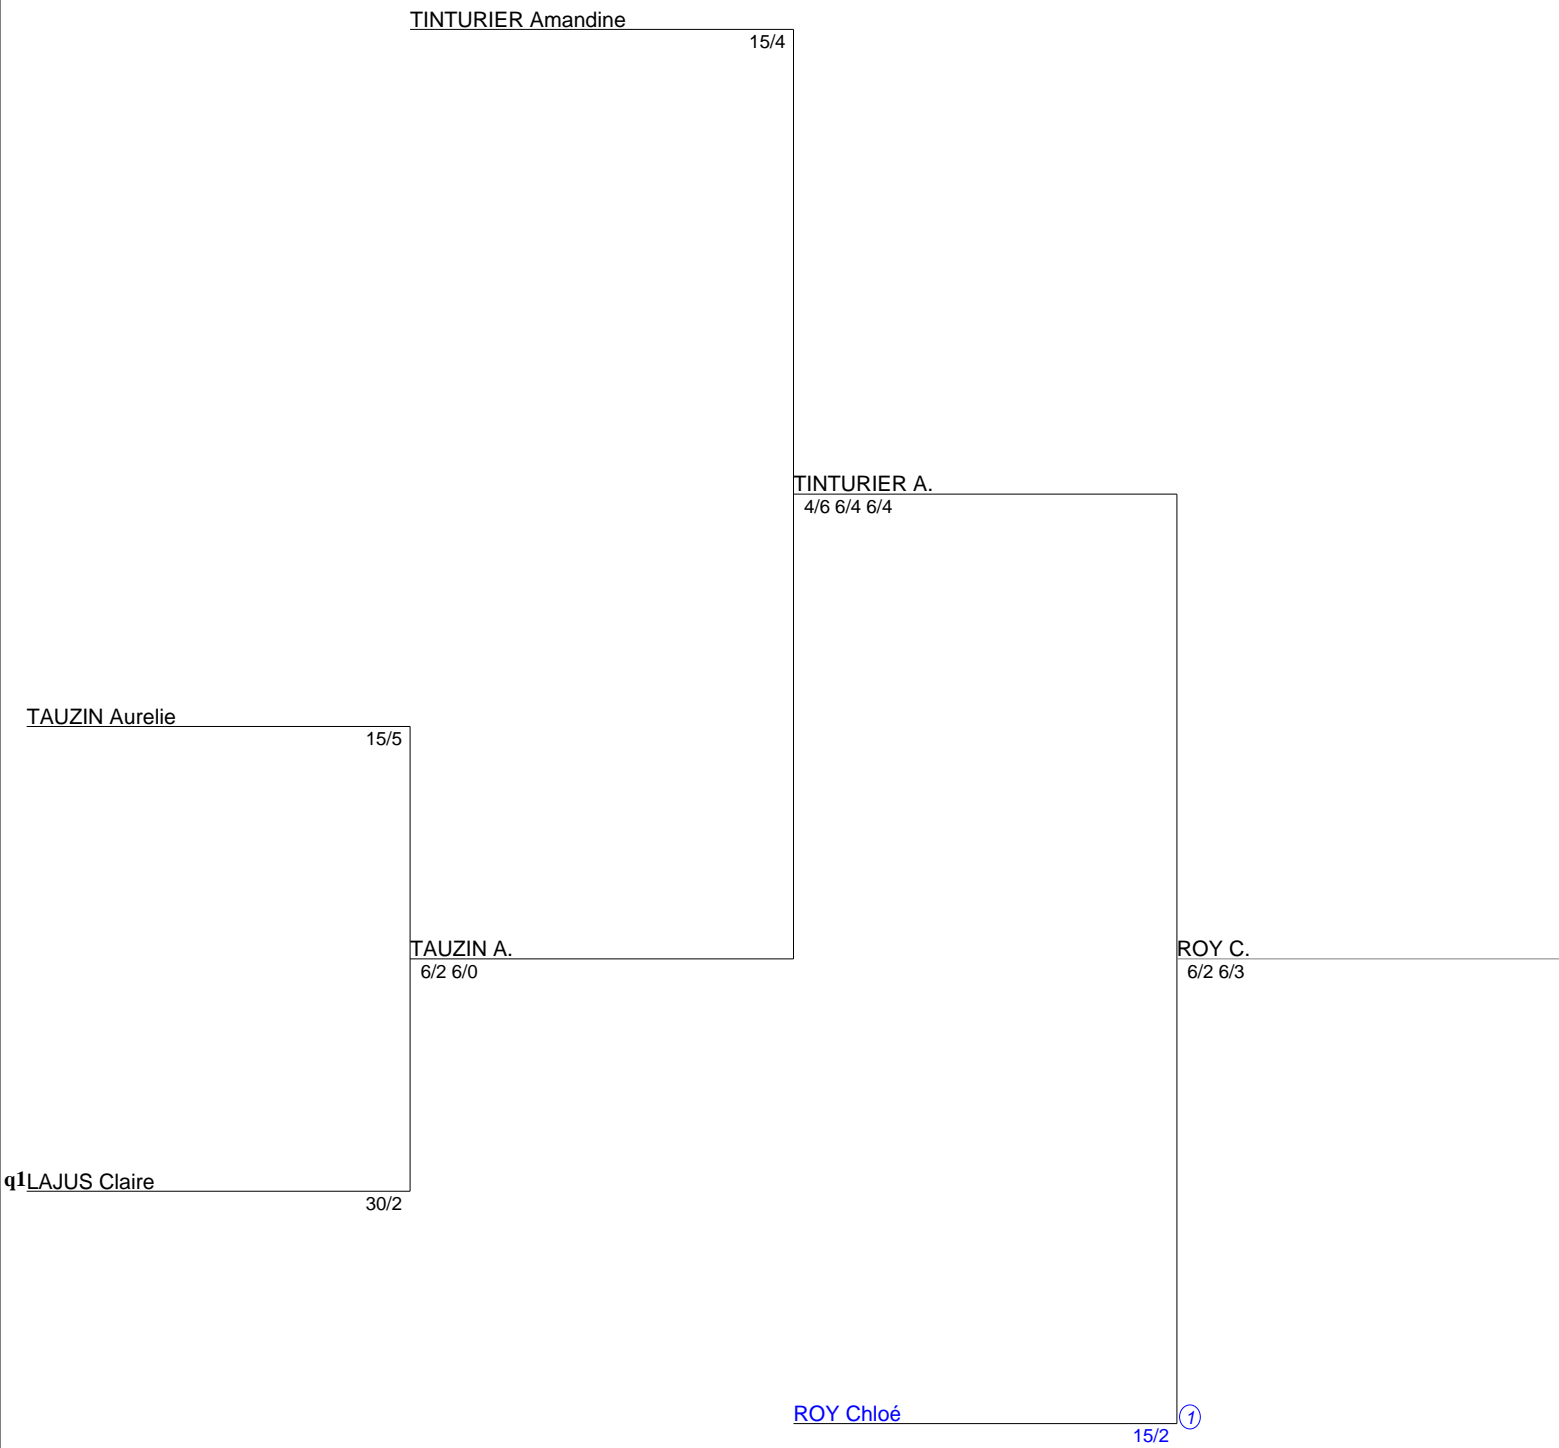 TINTURIER Amandine
15/4
TINTURIER A.
4/6 6/4 6/4
TAUZIN Aurelie
15/5
TAUZIN A.
6/2 6/0
ROY C.
6/2 6/3
q1 LAJUS Claire
30/2
ROY Chloé 1
15/2